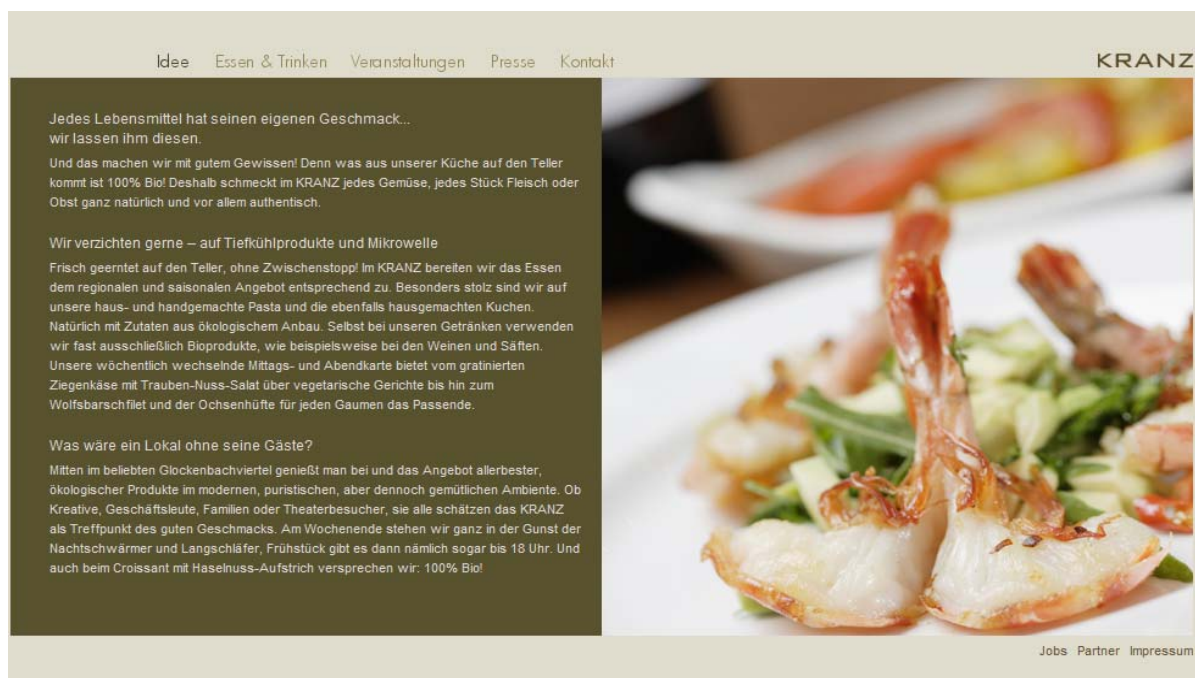 Idee Essen & Trinken Veranstaltungen Presse Kontakt KRANZ
Jedes Lebensmittel hat seinen eigenen Geschmack...
wir lassen ihm diesen.
Und das machen wir mit gutem Gewissen! Denn was aus unserer Küche auf den Teller
kommt ist 100% Bio! Deshalb schmeckt im KRANZ jedes Gemüse, jedes Stück Fleisch oder
Obst ganz natürlich und vor allem authentisch.
Wir verzichten gerne – auf Tiefkühlprodukte und Mikrowelle
Frisch geerntet auf den Teller, ohne Zwischenstopp! Im KRANZ bereiten wir das Essen
dem regionalen und saisonalen Angebot entsprechend zu. Besonders stolz sind wir auf
unsere haus- und handgemachte Pasta und die ebenfalls hausgemachten Kuchen.
Natürlich mit Zutaten aus ökologischem Anbau. Selbst bei unseren Getränken verwenden
wir fast ausschließlich Bioprodukte, wie beispielsweise bei den Weinen und Säften.
Unsere wöchentlich wechselnde Mittags- und Abendkarte bietet vom gratinierten
Ziegenkäse mit Trauben-Nuss-Salat über vegetarische Gerichte bis hin zum
Wolfsbarschfilet und der Ochsenhüfte für jeden Gaumen das Passende.
Was wäre ein Lokal ohne seine Gäste?
Mitten im beliebten Glockenbachviertel genießt man bei und das Angebot allerbester,
ökologischer Produkte im modernen, puristischen, aber dennoch gemütlichen Ambiente. Ob
Kreative, Geschäftsleute, Familien oder Theaterbesucher, sie alle schätzen das KRANZ
als Treffpunkt des guten Geschmacks. Am Wochenende stehen wir ganz in der Gunst der
Nachtschwärmer und Langschläfer, Frühstück gibt es dann nämlich sogar bis 18 Uhr. Und
auch beim Croissant mit Haselnuss-Aufstrich versprechen wir: 100% Bio!
Jobs Partner Impressum